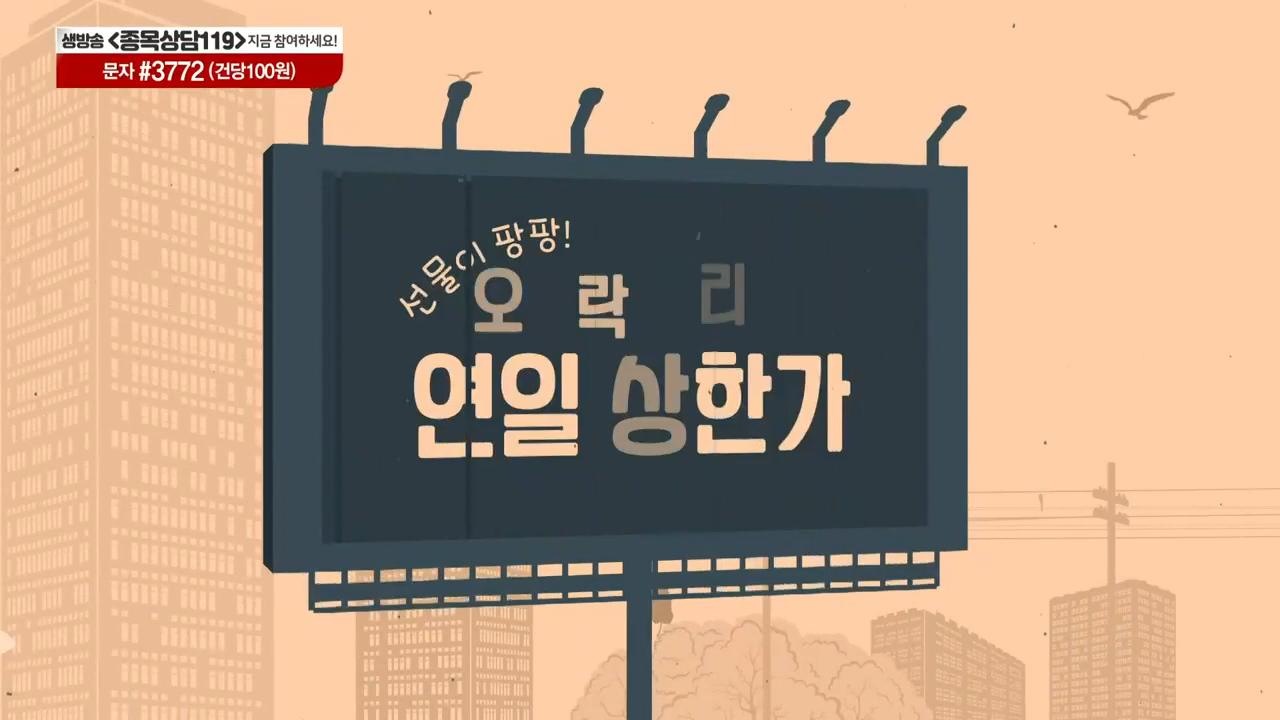 생방송 <종목상담119> 지금 참여하세요!
문자 #3772 (건당100원)
선물이 팡팡!
오 락 리
연일 상한가